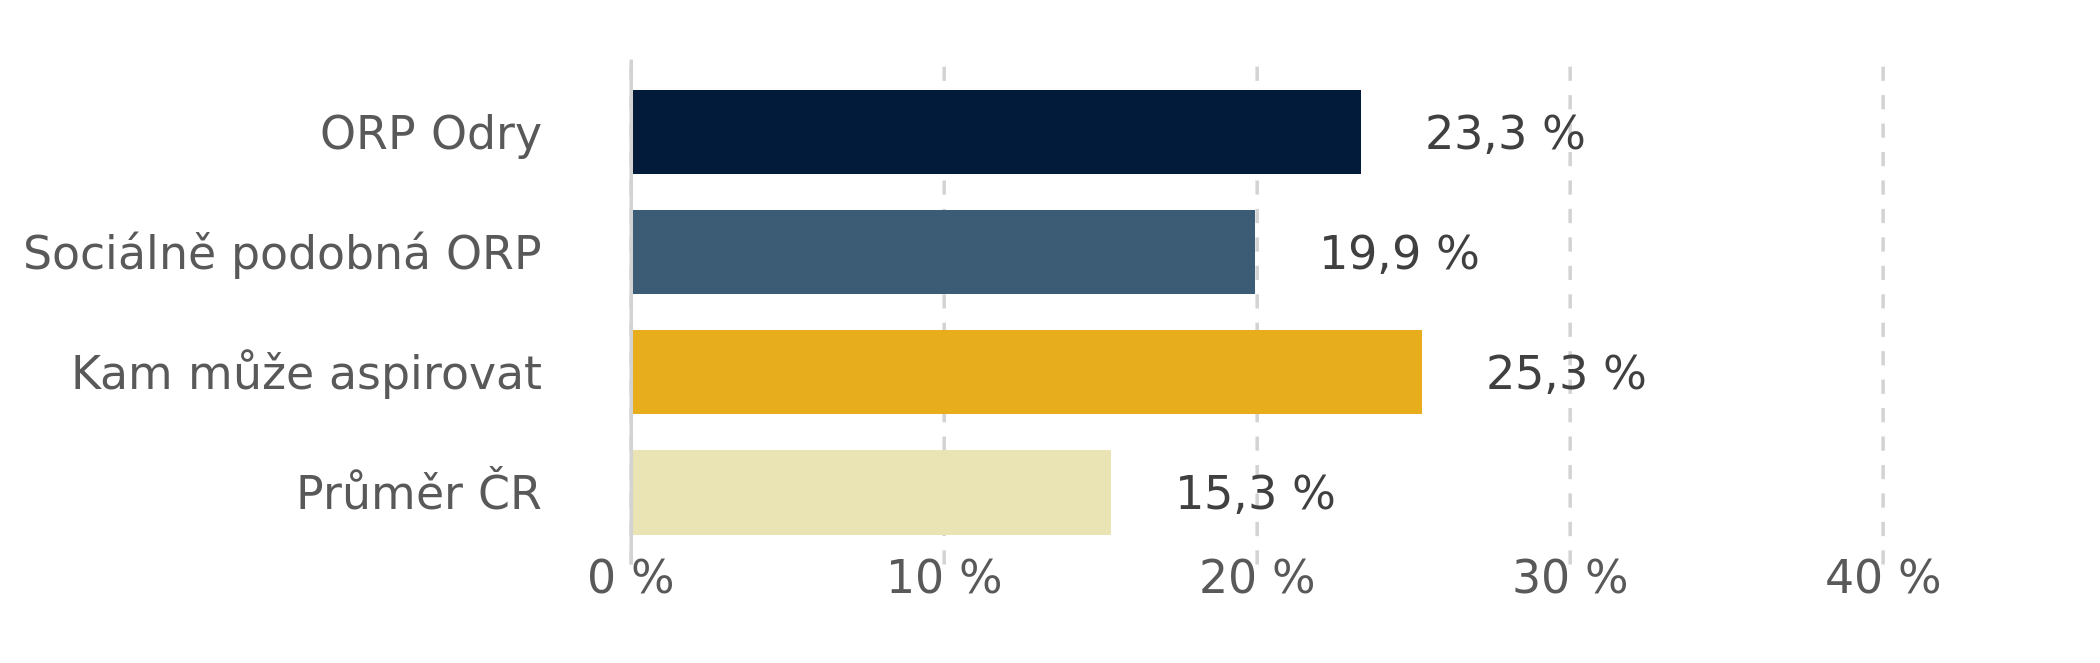 ORP Odry 23,3 %
Sociálně podobná ORP 19,9 %
Kam může aspirovat 25,3 %
Průměr ČR 15,3 %
0 % 10 % 20 % 30 % 40 %